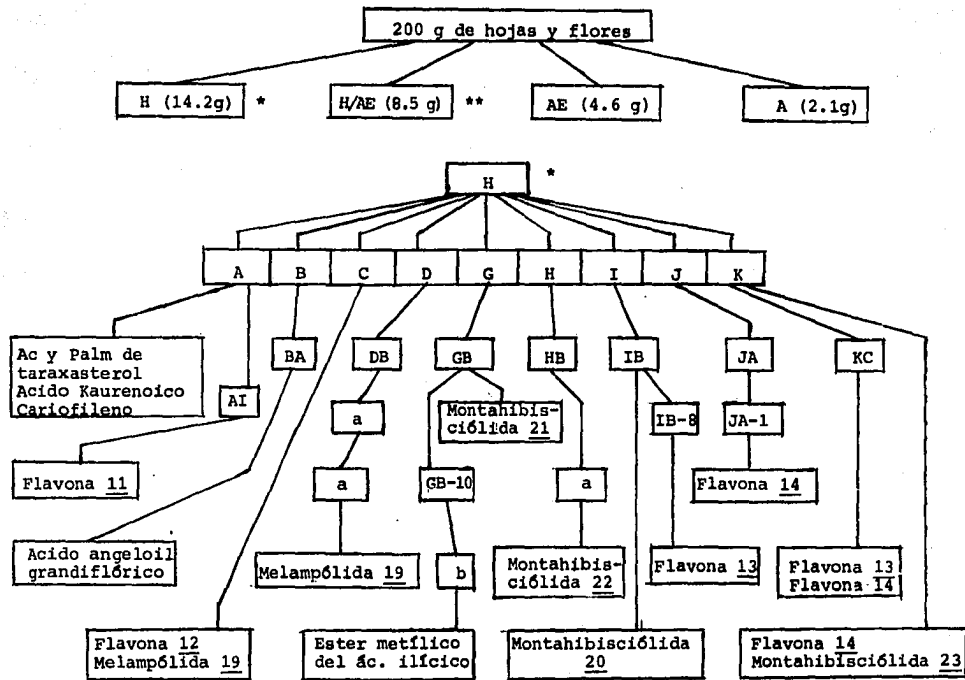 200 g de hojas y flores
H (14.2g) *
H/AE (8.5 g) **
AE (4.6 g)
A (2.1g)
H *
A B C D G H I J K
Ac y Palm de
taraxasterol
Acido Kaurenoico
Cariofileno
AI
BA
DB
GB
HB
IB
JA
KC
a
Montahibis-
ciólida 21
IB-8
JA-1
Flavona 11
a
GB-10
a
Flavona 14
Acido angeloil
grandiflórico
Melampólida 19
b
Montahibis-
ciólida 22
Flavona 13
Flavona 13
Flavona 14
Flavona 12
Melampólida 19
Ester metílico
del ác. ilícico
Montahibisciólida
20
Flavona 14
Montahibisciólida 23